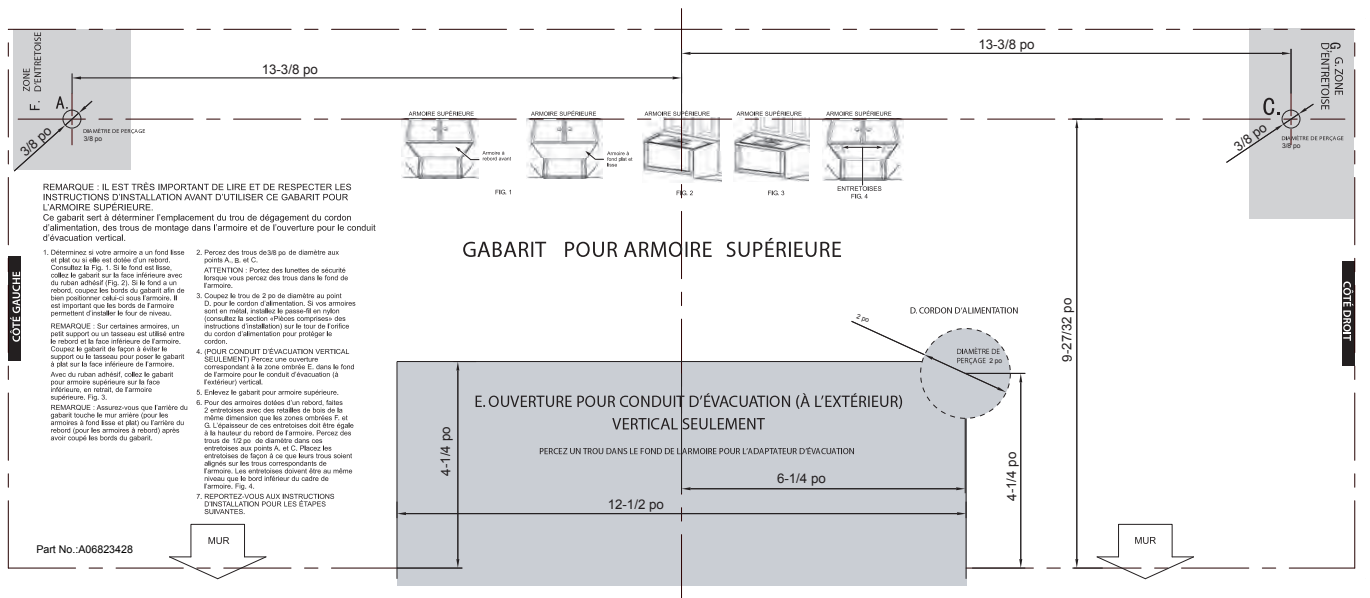 13-3/8 po
13-3/8 po
ZONE
D'ENTRETOISE
F.
A.
3/8 po
DIAMÈTRE DE PERÇAGE
3/8 po
G. G. ZONE
D'ENTRETOISE
C.
3/8 po
DIAMÈTRE DE PERÇAGE
3/8 po
ARMOIRE SUPÉRIEURE
Armoire à
rebord avant
FIG. 1
ARMOIRE SUPÉRIEURE
Armoire à
fond plat et
lisse
ARMOIRE SUPÉRIEURE
FIG. 2
ARMOIRE SUPÉRIEURE
FIG. 3
ARMOIRE SUPÉRIEURE
ENTRETOISES
FIG. 4
REMARQUE : IL EST TRÈS IMPORTANT DE LIRE ET DE RESPECTER LES
INSTRUCTIONS D'INSTALLATION AVANT D'UTILISER CE GABARIT POUR
L'ARMOIRE SUPÉRIEURE.
Ce gabarit sert à déterminer l'emplacement du trou de dégagement du cordon
d'alimentation, des trous de montage dans l'armoire et de l'ouverture pour le conduit
d'évacuation vertical.
1. Déterminez si votre armoire a un fond lisse
et plat ou si elle est dotée d'un rebord.
Consultez la Fig. 1. Si le fond est lisse,
collez le gabarit sur la face inférieure avec
du ruban adhésif (Fig. 2). Si le fond a un
rebord, coupez les bords du gabarit afin de
bien positionner celui-ci sous l'armoire. Il
est important que les bords de l'armoire
permettent d'installer le four de niveau.
REMARQUE : Sur certaines armoires, un
petit support ou un tasseau est utilisé entre
le rebord et la face inférieure de l'armoire.
Coupez le gabarit de façon à éviter le
support ou le tasseau pour poser le gabarit
à plat sur la face inférieure de l'armoire.
Avec du ruban adhésif, collez le gabarit
pour armoire supérieure sur la face
inférieure, en retrait, de l'armoire
supérieure. Fig. 3.
REMARQUE : Assurez-vous que l'arrière du
gabarit touche le mur arrière (pour les
armoires à fond lisse et plat) ou l'arrière du
rebord (pour les armoires à rebord) après
avoir coupé les bords du gabarit.
2. Percez des trous de3/8 po de diamètre aux
points A., B. et C.
ATTENTION : Portez des lunettes de sécurité
lorsque vous percez des trous dans le fond de
l'armoire.
3. Coupez le trou de 2 po de diamètre au point
D. pour le cordon d'alimentation. Si vos armoires
sont en métal, installez le passe-fil en nylon
(consultez la section «Pièces comprises» des
instructions d'installation) sur le tour de l'orifice
du cordon d'alimentation pour protéger le
cordon.
4. (POUR CONDUIT D'ÉVACUATION VERTICAL
SEULEMENT) Percez une ouverture
correspondant à la zone ombrée E. dans le fond
de l'armoire pour le conduit d'évacuation (à
l'extérieur) vertical.
5. Enlevez le gabarit pour armoire supérieure.
6. Pour des armoires dotées d'un rebord, faites
2 entretoises avec des retailles de bois de la
même dimension que les zones ombrées F. et
G. L'épaisseur de ces entretoises doit être égale
à la hauteur du rebord de l'armoire. Percez des
trous de 1/2 po de diamètre dans ces
entretoises aux points A. et C. Placez les
entretoises de façon à ce que leurs trous soient
alignés sur les trous correspondants de
l'armoire. Les entretoises doivent être au même
niveau que le bord inférieur du cadre de
l'armoire. Fig. 4.
7. REPORTEZ-VOUS AUX INSTRUCTIONS
D'INSTALLATION POUR LES ÉTAPES
SUIVANTES.
GABARIT POUR ARMOIRE SUPÉRIEURE
CÔTÉ GAUCHE
CÔTÉ DROIT
D. CORDON D'ALIMENTATION
2 po
DIAMÈTRE DE
PERÇAGE 2 po
9-27/32 po
E. OUVERTURE POUR CONDUIT D'ÉVACUATION (À L'EXTÉRIEUR)
VERTICAL SEULEMENT
PERCEZ UN TROU DANS LE FOND DE L'ARMOIRE POUR L'ADAPTATEUR D'ÉVACUATION
4-1/4 po
6-1/4 po
12-1/2 po
4-1/4 po
MUR
MUR
Part No.:A06823428